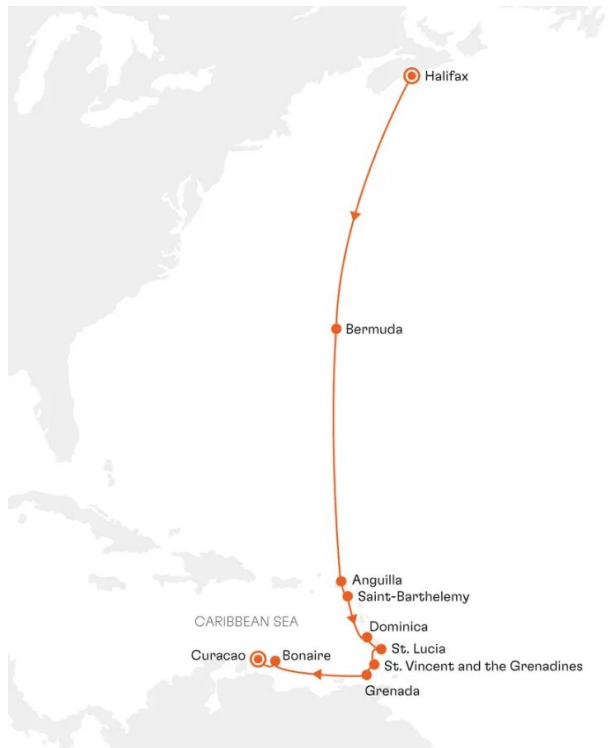 Halifax
Bermuda
Anguilla
Saint-Barthelemy
CARIBBEAN SEA
Dominica
St. Lucia
Curacao
Bonaire
St. Vincent and the Grenadines
Grenada